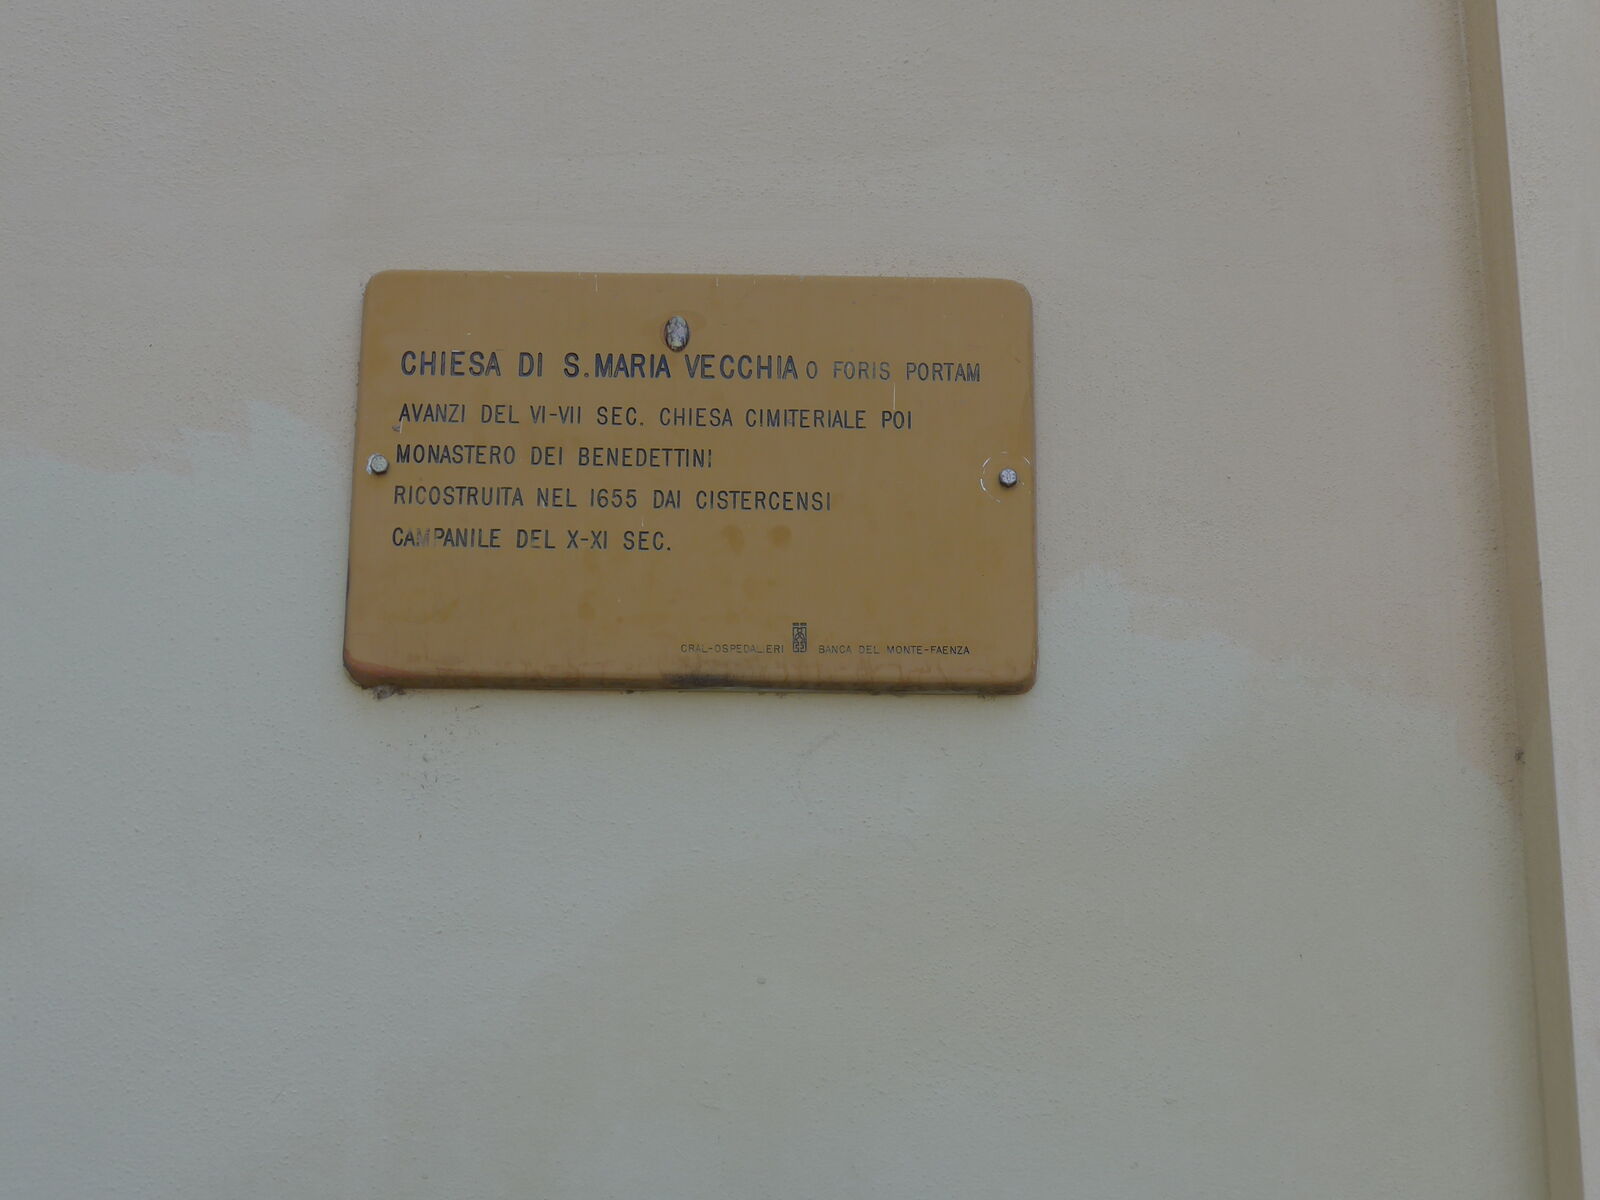 CHIESA DI S. MARIA VECCHIA O FORIS PORTAM
AVANZI DEL VI-VII SEC. CHIESA CIMITERIALE POI
MONASTERO DEI BENEDETTINI
RICOSTRUITA NEL 1655 DAI CISTERCENSI
CAMPANILE DEL X-XI SEC.
CRAL-OSPEDALIERI BANCA DEL MONTE-FAENZA